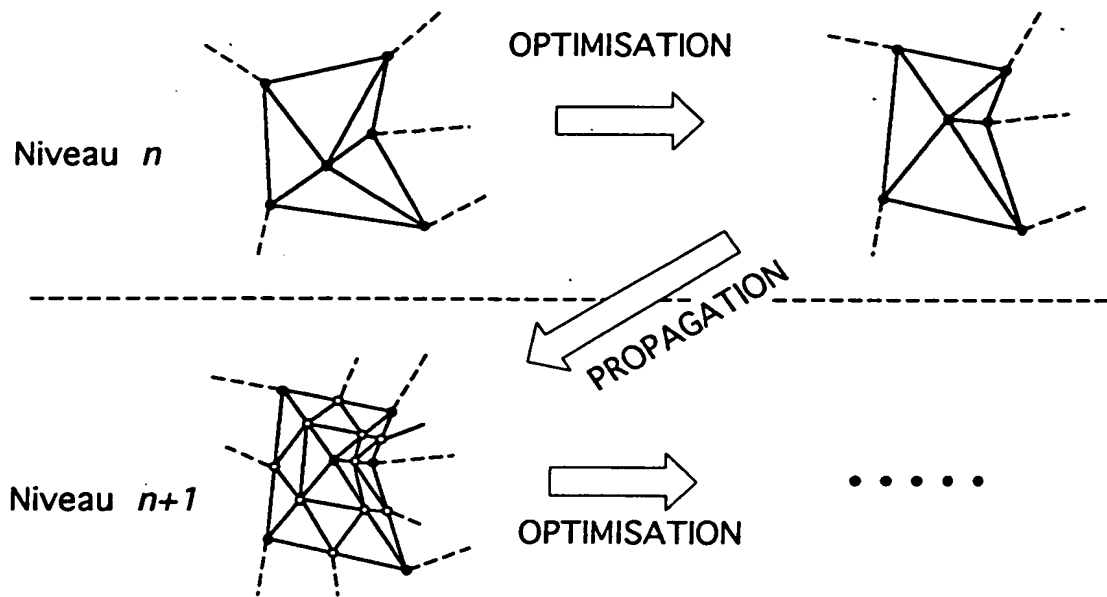 OPTIMISATION
Niveau n
PROPAGATION
Niveau n+1
OPTIMISATION